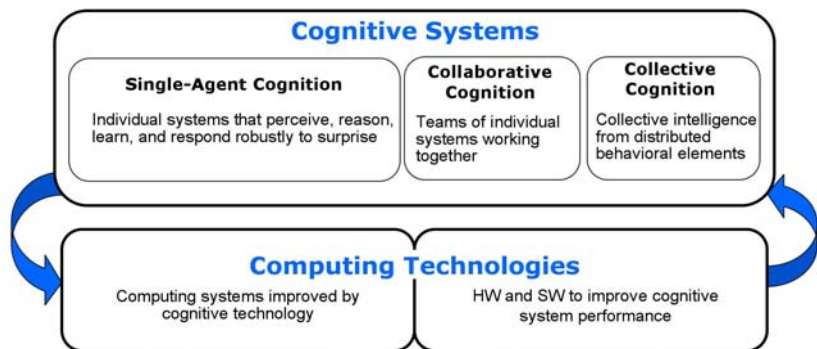 Cognitive Systems
Single-Agent Cognition
Individual systems that perceive, reason,
learn, and respond robustly to surprise
Collaborative
Cognition
Teams of individual
systems working
together
Collective
Cognition
Collective intelligence
from distributed
behavioral elements
Computing Technologies
Computing systems improved by
cognitive technology
HW and SW to improve cognitive
system performance